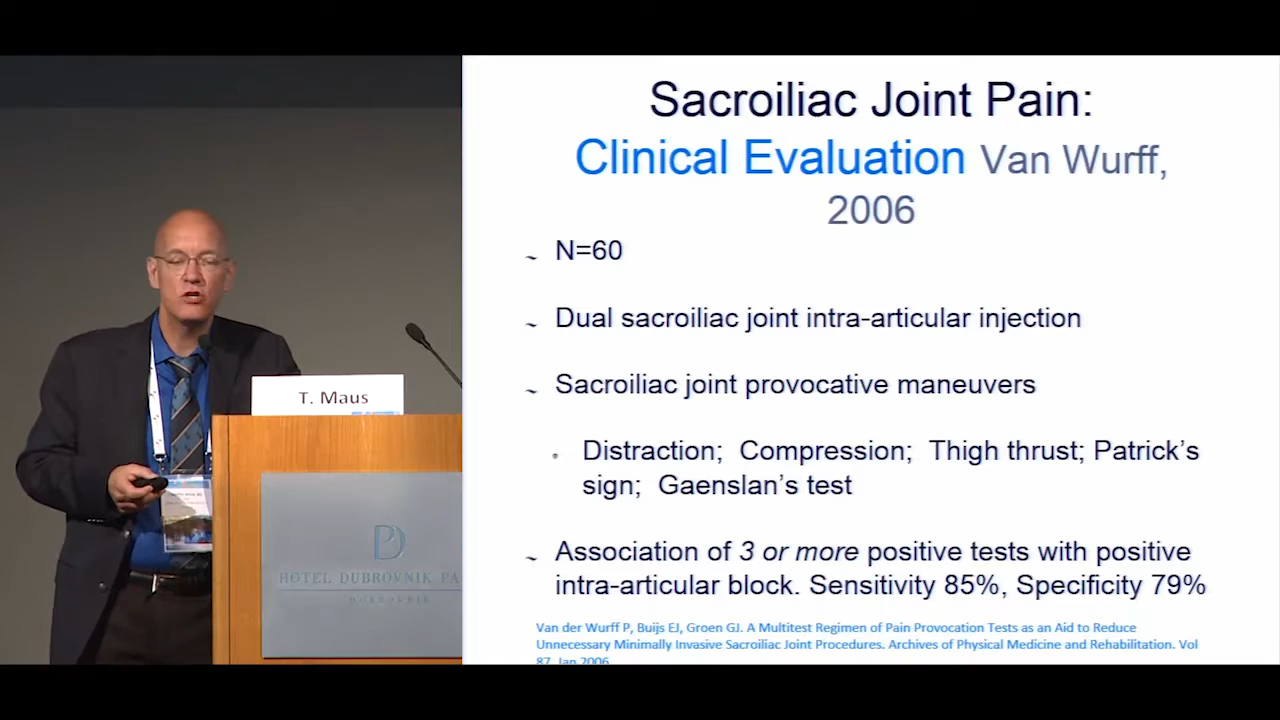 Sacroiliac Joint Pain:
Clinical Evaluation Van Wurff,
2006
N=60
Dual sacroiliac joint intra-articular injection
Sacroiliac joint provocative maneuvers
Distraction; Compression; Thigh thrust; Patrick's
sign; Gaenslan's test
Association of 3 or more positive tests with positive
intra-articular block. Sensitivity 85%, Specificity 79%
Van der Wurff P, Buijs EJ, Groen GJ. A Multitest Regimen of Pain Provocation Tests as an Aid to Reduce
Unnecessary Minimally Invasive Sacroiliac Joint Procedures. Archives of Physical Medicine and Rehabilitation. Vol
87, Jan 2006
T. Maus
HOTEL DUBROVNIK PA
DUBROVNIK